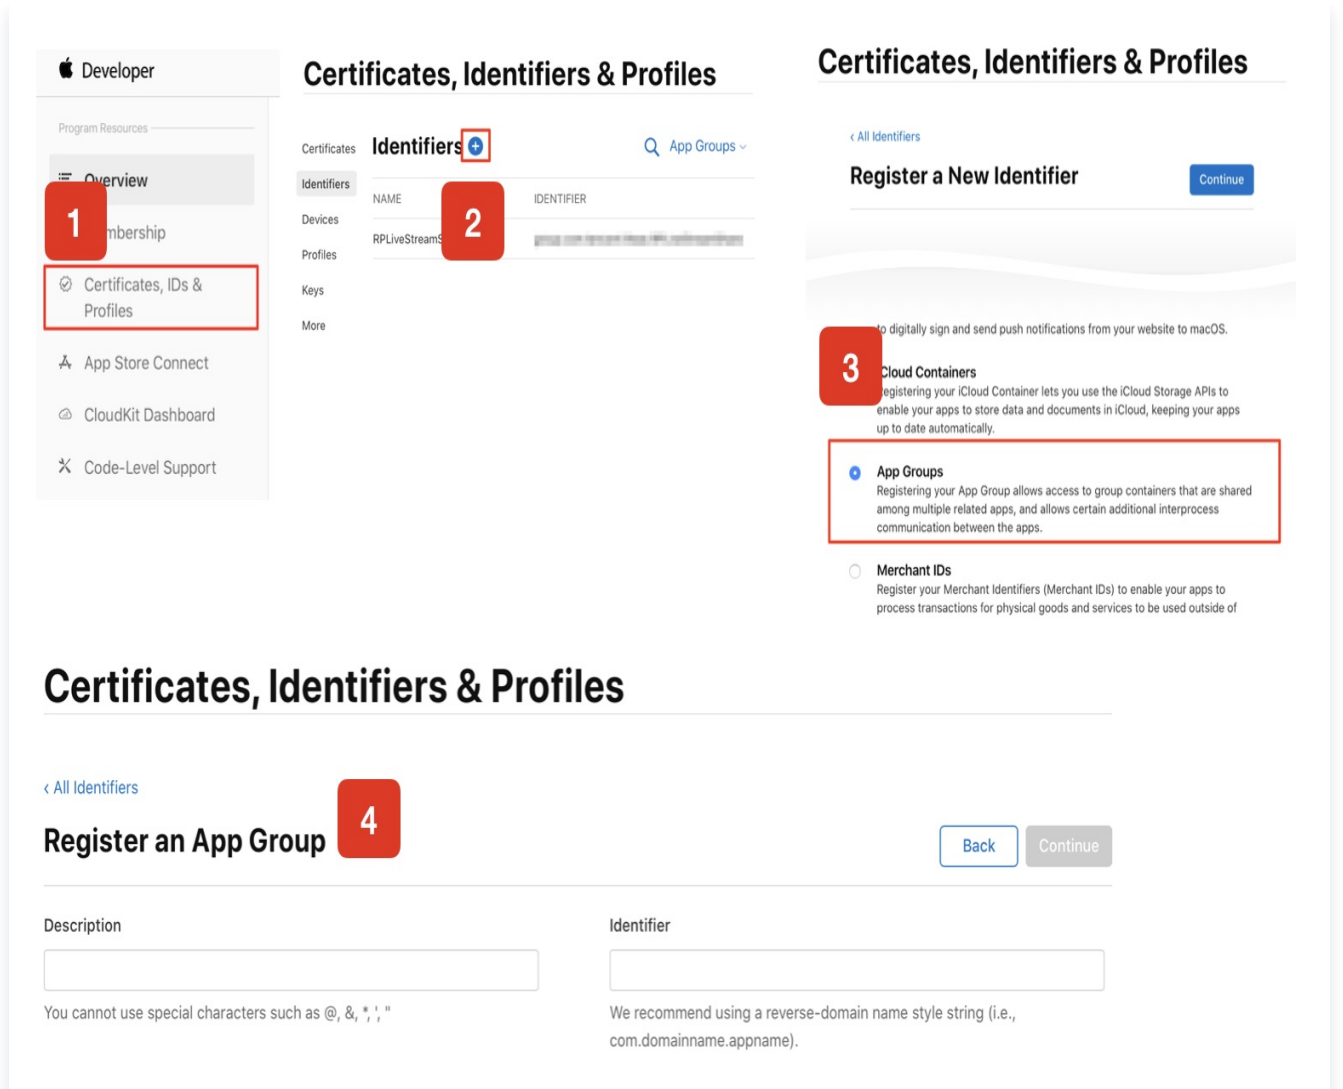 Developer
Program Resources
Overview
1
mbership
Certificates, IDs &
Profiles
App Store Connect
CloudKit Dashboard
Code-Level Support
Certificates, Identifiers & Profiles
Certificates
Identifiers
Devices
Profiles
Keys
More
Identifiers
App Groups
NAME
IDENTIFIER
2
RPLiveStreamS
Certificates, Identifiers & Profiles
‹ All Identifiers
Register a New Identifier
Continue
to digitally sign and send push notifications from your website to macOS.
3
Cloud Containers
egistering your iCloud Container lets you use the iCloud Storage APIs to
enable your apps to store data and documents in iCloud, keeping your apps
up to date automatically.
App Groups
Registering your App Group allows access to group containers that are shared
among multiple related apps, and allows certain additional interprocess
communication between the apps.
Merchant IDs
Register your Merchant Identifiers (Merchant IDs) to enable your apps to
process transactions for physical goods and services to be used outside of
Certificates, Identifiers & Profiles
‹ All Identifiers
Register an App Group
4
Back
Continue
Description
Identifier
You cannot use special characters such as @, &, *, ', "
We recommend using a reverse-domain name style string (i.e.,
com.domainname.appname).